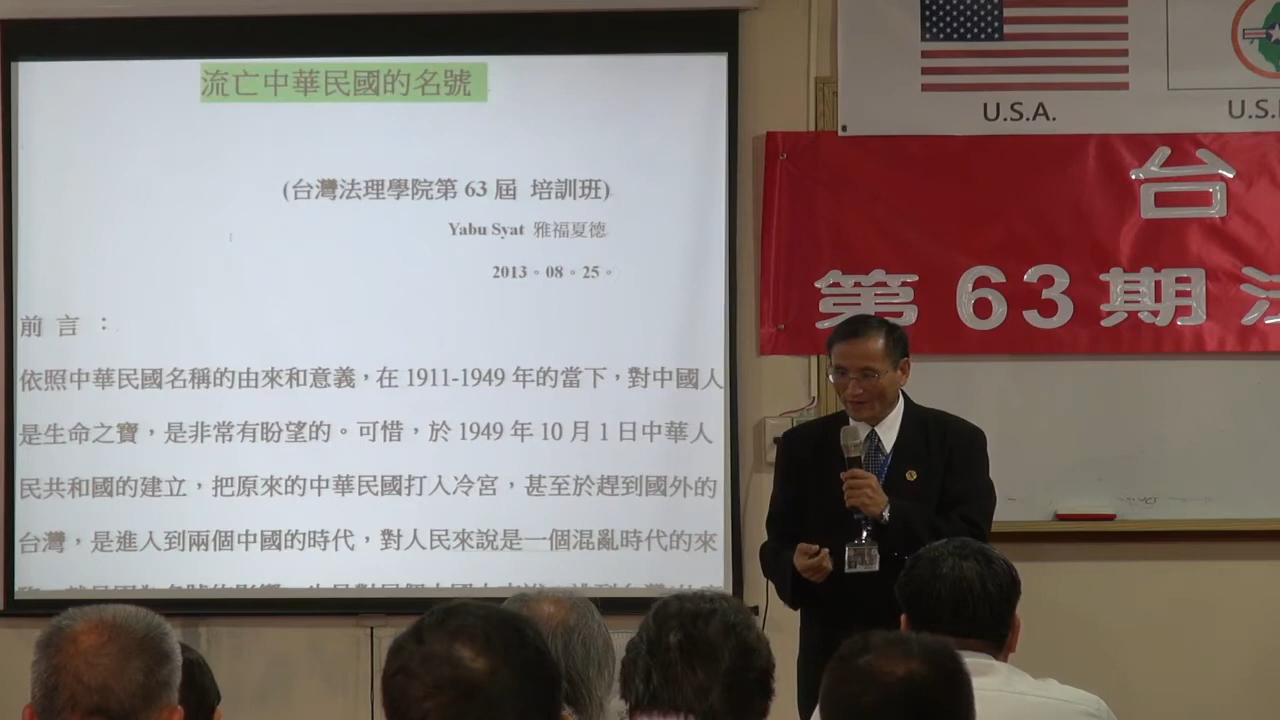 流亡中華民國的名號
(台灣法理學院第 63 屆 培訓班)
Yabu Syat 雅福夏德
2013。08。25。
前 言 ：
依照中華民國名稱的由來和意義，在 1911-1949 年的當下，對中國人
是生命之寶，是非常有盼望的。可惜，於 1949 年 10 月 1 日中華人
民共和國的建立，把原來的中華民國打入冷宮，甚至於趕到國外的
台灣，是進入到兩個中國的時代，對人民來說是一個混亂時代的來
U.S.A.
U.S.
台
第 63 期